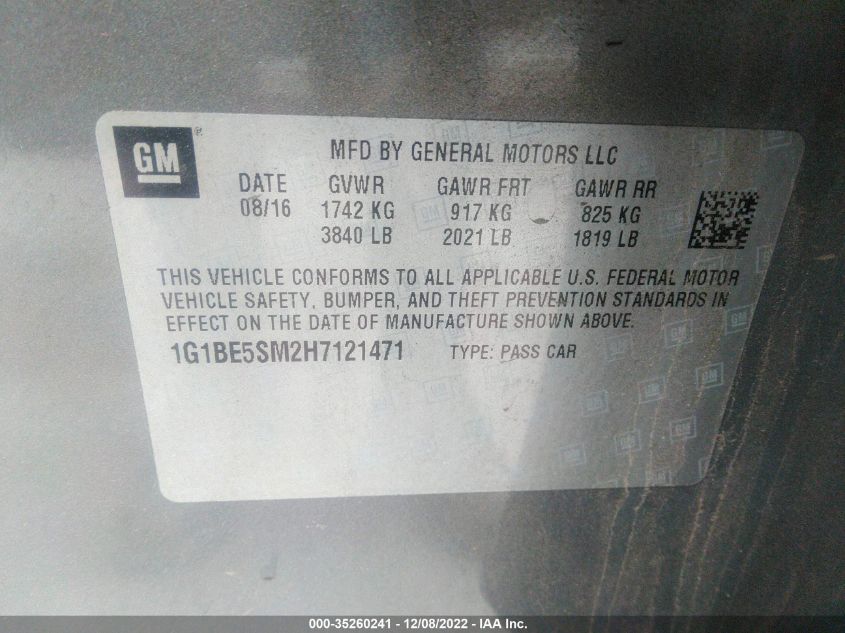 GM®
MFD BY GENERAL MOTORS LLC
DATE GVWR GAWR FRT GAWR RR
08/16 1742 KG 917 KG 825 KG
3840 LB 2021 LB 1819 LB
THIS VEHICLE CONFORMS TO ALL APPLICABLE U.S. FEDERAL MOTOR
VEHICLE SAFETY, BUMPER, AND THEFT PREVENTION STANDARDS IN
EFFECT ON THE DATE OF MANUFACTURE SHOWN ABOVE.
1G1BE5SM2H7121471 TYPE: PASS CAR
000-35260241 - 12/08/2022 - IAA Inc.